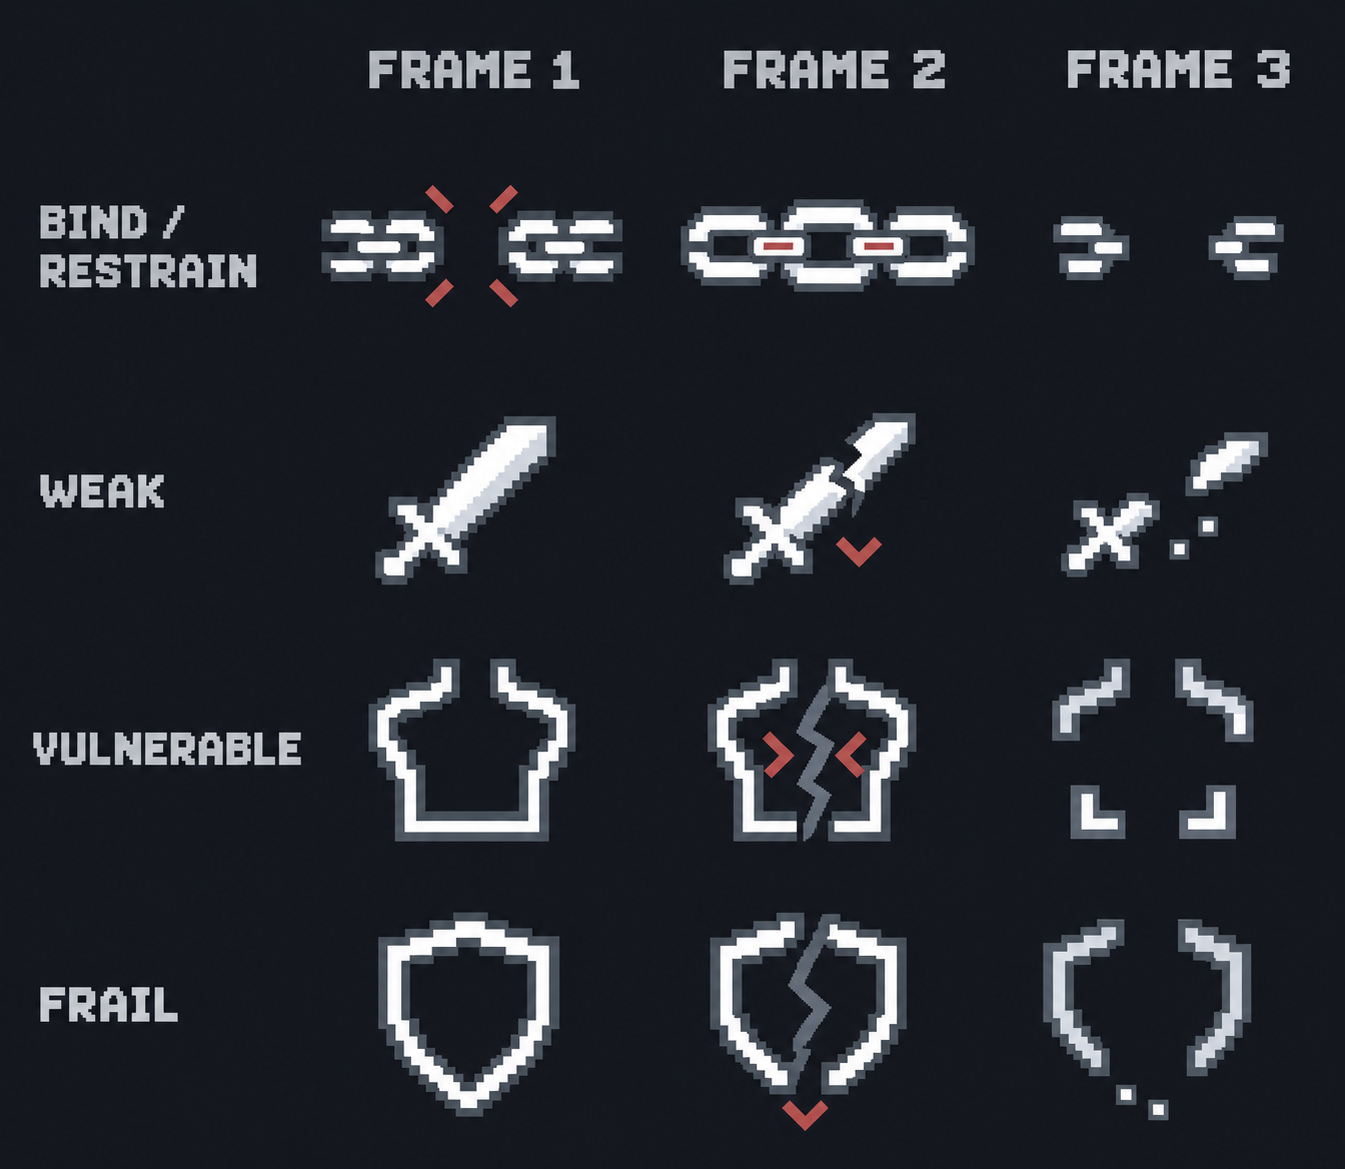 FRAME 1 FRAME 2 FRAME 3
BIND /
RESTRAIN
WEAK
VULNERABLE
FRAIL